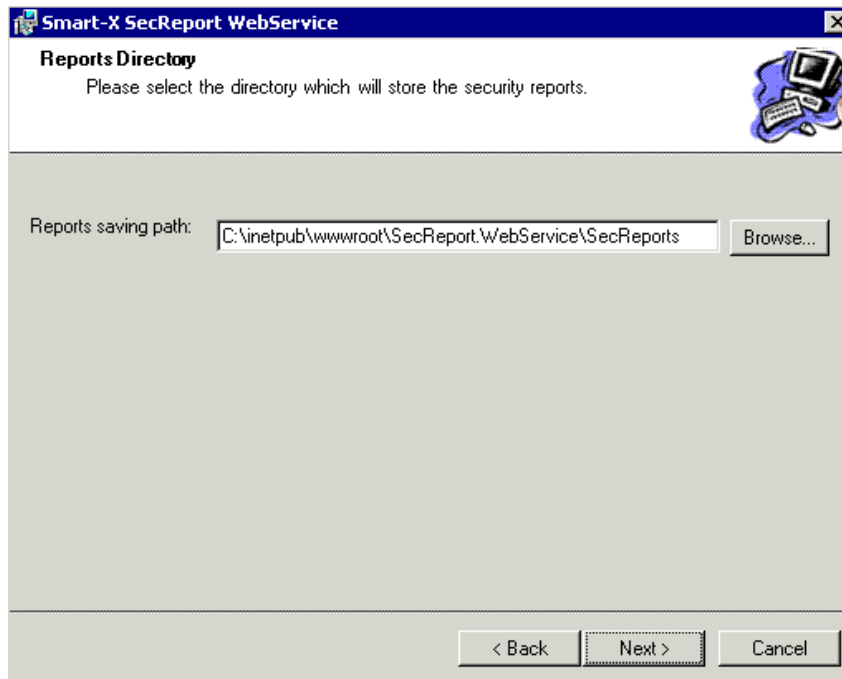 Smart-X SecReport WebService
Reports Directory
Please select the directory which will store the security reports.
Reports saving path:
C:\inetpub\wwwroot\SecReport.WebService\SecReports
Browse...
< Back
Next >
Cancel